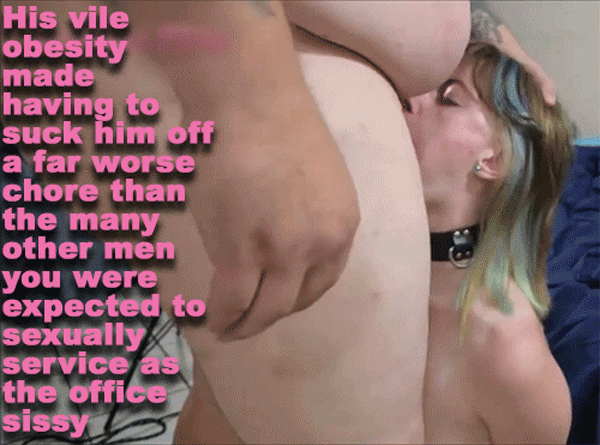 His vile
obesity
made
having to
suck him off
a far worse
chore than
the many
other men
you were
expected to
sexually
service as
the office
sissy